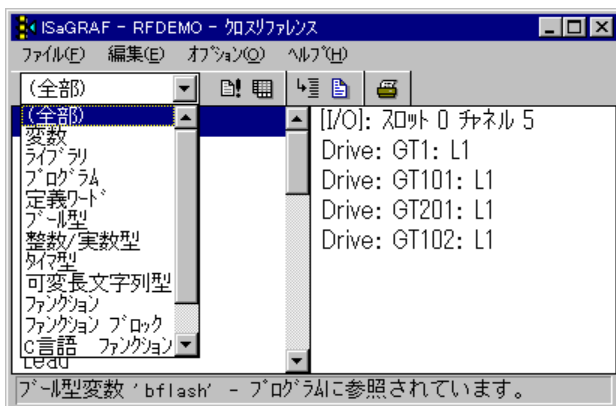 ISaGRAF - RFDEMO - クロスリファレンス
ファイル(F) 編集(E) オプション(O) ヘルプ(H)
(全部)
(全部)
変数
ライブラリ
プログラム
定義ワード
ブール型
整数/実数型
タイマ型
可変長文字列型
ファンクション
ファンクション ブロック
C言語 ファンクション
Lead
[I/O]: スロット 0 チャネル 5
Drive: GT1: L1
Drive: GT101: L1
Drive: GT201: L1
Drive: GT102: L1
ブール型変数 'bflash' - プログラムに参照されています。